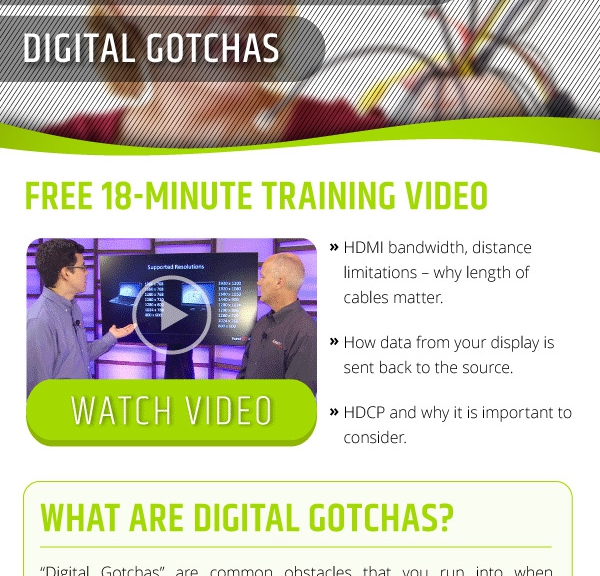 DIGITAL GOTCHAS
FREE 18-MINUTE TRAINING VIDEO
Supported Resolutions
WATCH VIDEO
» HDMI bandwidth, distance
limitations – why length of
cables matter.
» How data from your display is
sent back to the source.
» HDCP and why it is important to
consider.
WHAT ARE DIGITAL GOTCHAS?
“Digital Gotchas” are common obstacles that you run into when